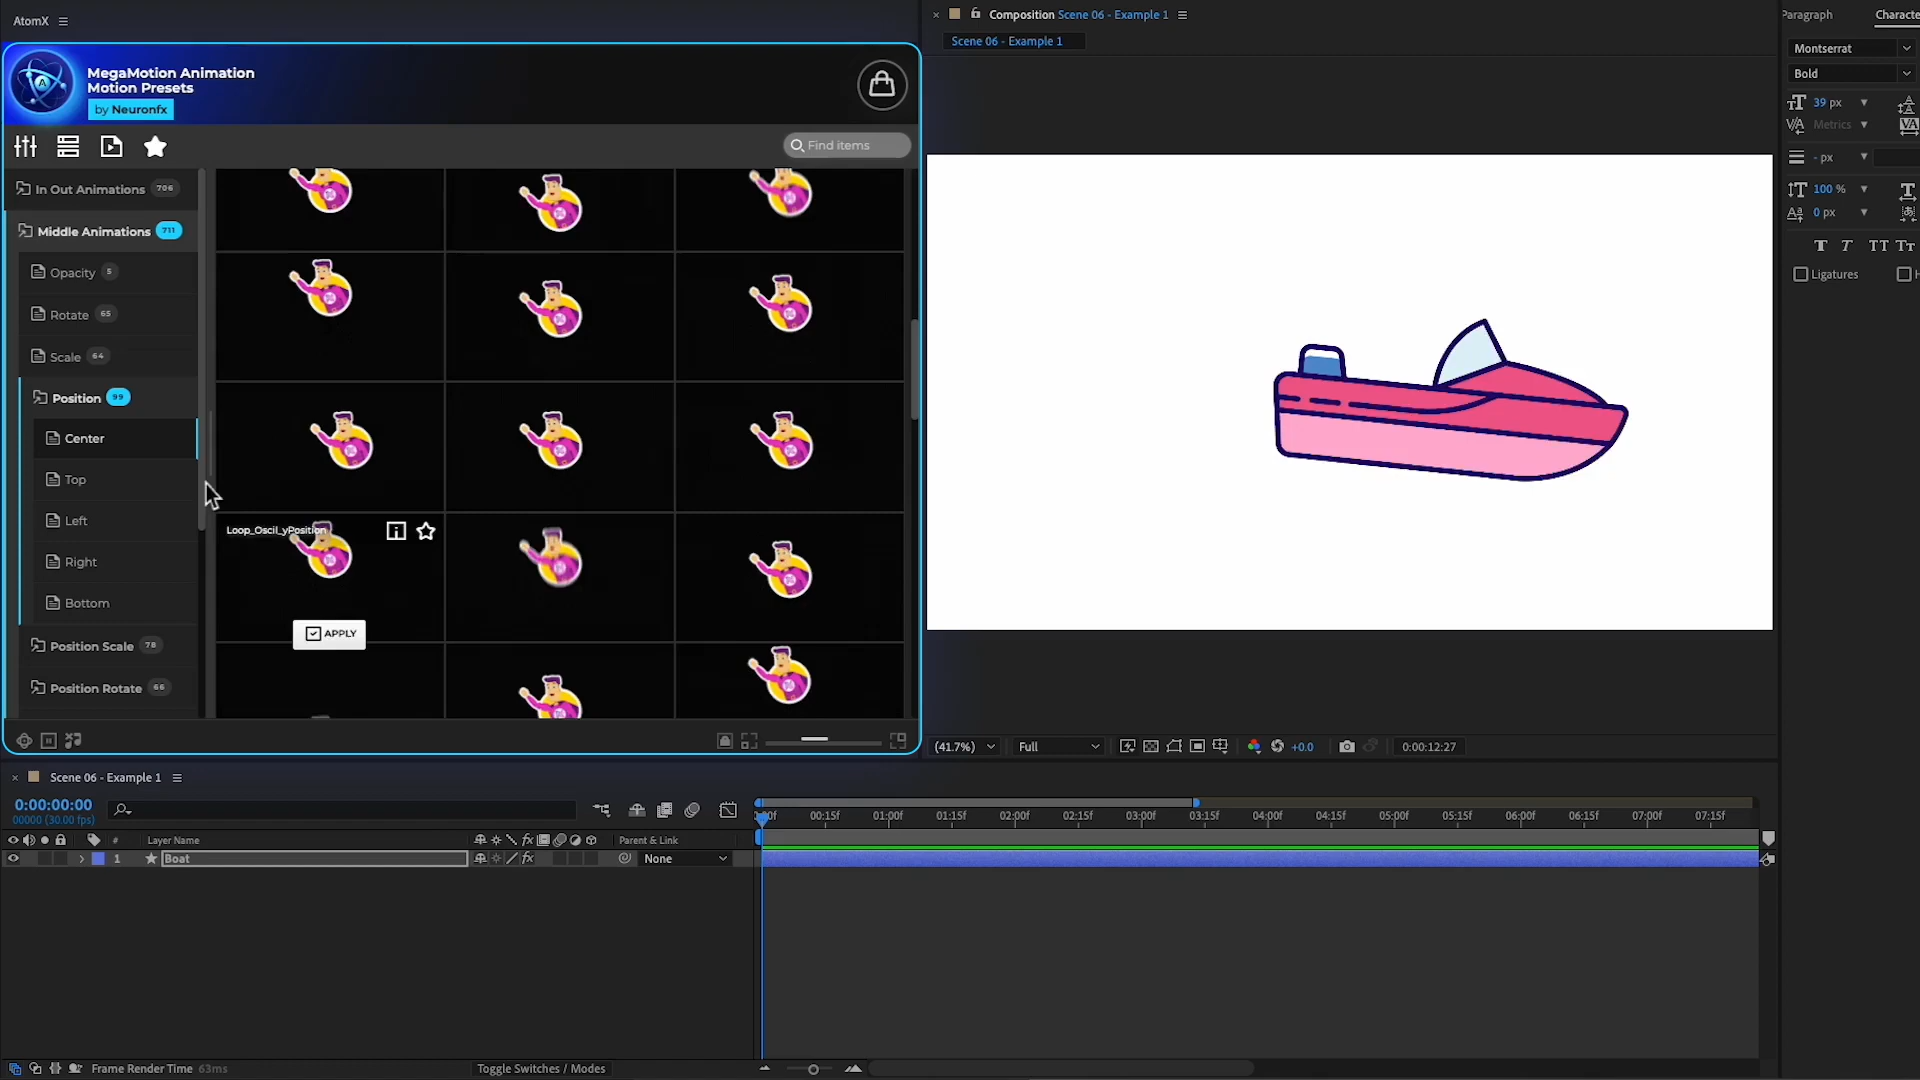 AtomX
MegaMotion Animation
Motion Presets
by Neuronfx
Find items
In Out Animations 706
Middle Animations 711
Opacity 5
Rotate 65
Scale 64
Position 99
Center
Top
Left
Right
Bottom
Position Scale 78
Position Rotate 66
Loop_Oscil_yPosition
APPLY
Composition Scene 06 - Example 1
Scene 06 - Example 1
(41.7%)
Full
+0.0
0:00:12:27
Paragraph
Characte
Montserrat
Bold
39 px
Metrics
- px
100 %
0 px
T T TT Tt
Ligatures
Scene 06 - Example 1
0:00:00:00
00000 (30.00 fps)
00:15f 01:00f 01:15f 02:00f 02:15f 03:00f 03:15f 04:00f 04:15f 05:00f 05:15f 06:00f 06:15f 07:00f 07:15f
# Layer Name fx Parent & Link
1 Boat fx None
Frame Render Time 63ms
Toggle Switches / Modes